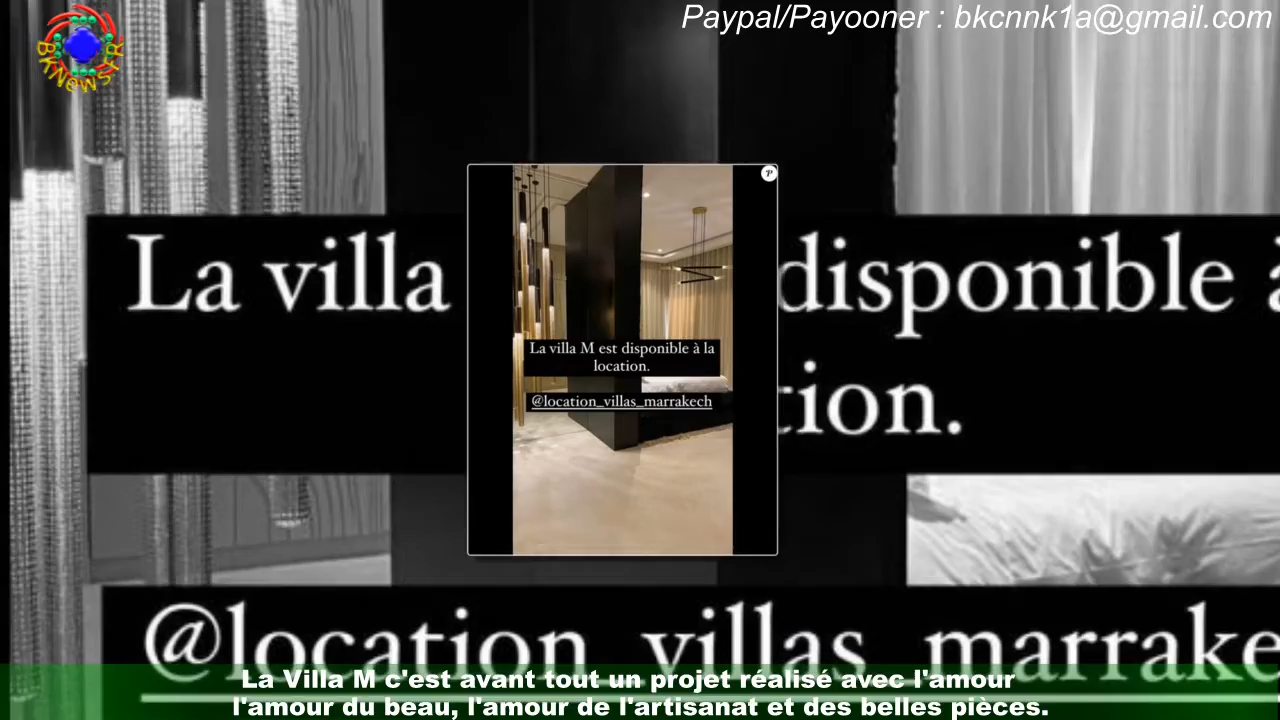 Paypal/Payooner : bkcnnk1a@gmail.com
BKNewsFR
La villa
disponible à
tion.
La villa M est disponible à la
location.
@location_villas_marrakech
@location_villas_marrake
La Villa M c'est avant tout un projet réalisé avec l'amour
l'amour du beau, l'amour de l'artisanat et des belles pièces.